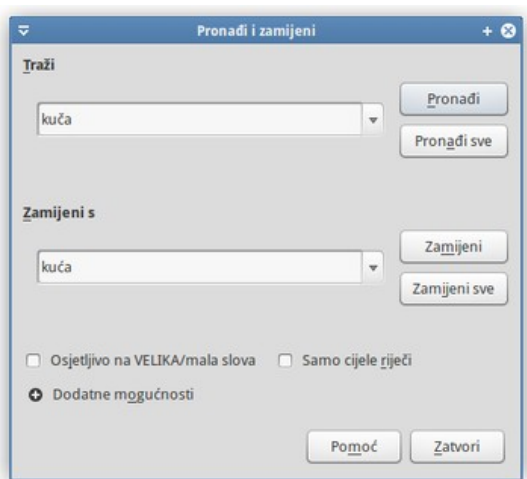 Pronađi i zamijeni
Traži
kuča
Pronađi
Pronađi sve
Zamijeni s
kuća
Zamijeni
Zamijeni sve
Osjetljivo na VELIKA/mala slova
Samo cijele riječi
Dodatne mogućnosti
Pomoć
Zatvori